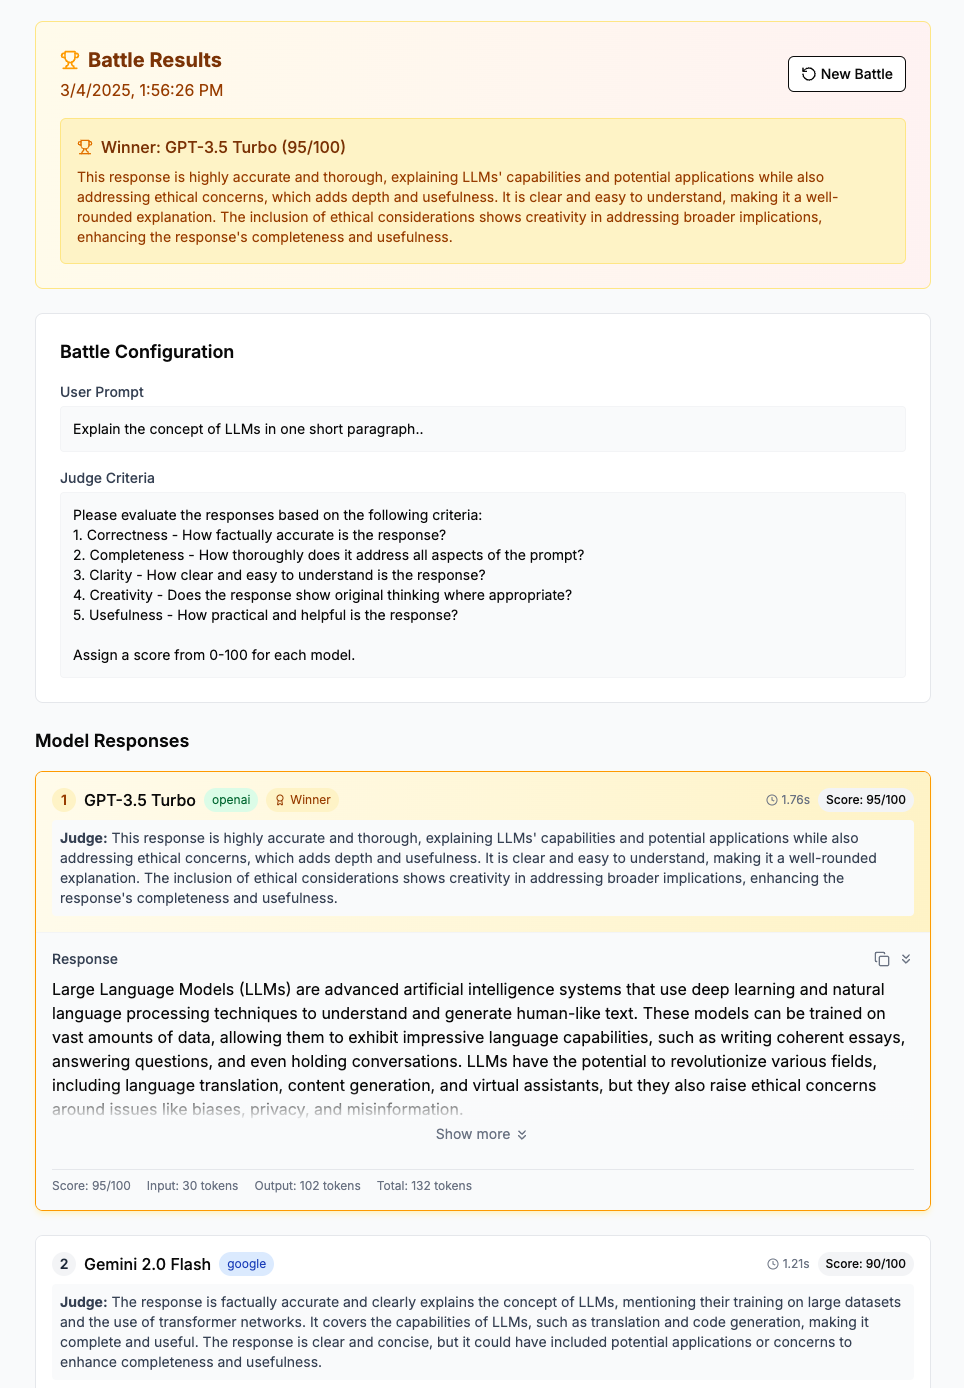 Battle Results
3/4/2025, 1:56:26 PM
New Battle
Winner: GPT-3.5 Turbo (95/100)
This response is highly accurate and thorough, explaining LLMs' capabilities and potential applications while also
addressing ethical concerns, which adds depth and usefulness. It is clear and easy to understand, making it a well-
rounded explanation. The inclusion of ethical considerations shows creativity in addressing broader implications,
enhancing the response's completeness and usefulness.
Battle Configuration
User Prompt
Explain the concept of LLMs in one short paragraph..
Judge Criteria
Please evaluate the responses based on the following criteria:
1. Correctness - How factually accurate is the response?
2. Completeness - How thoroughly does it address all aspects of the prompt?
3. Clarity - How clear and easy to understand is the response?
4. Creativity - Does the response show original thinking where appropriate?
5. Usefulness - How practical and helpful is the response?
Assign a score from 0-100 for each model.
Model Responses
1 GPT-3.5 Turbo openai Winner 1.76s Score: 95/100
Judge: This response is highly accurate and thorough, explaining LLMs' capabilities and potential applications while also
addressing ethical concerns, which adds depth and usefulness. It is clear and easy to understand, making it a well-rounded
explanation. The inclusion of ethical considerations shows creativity in addressing broader implications, enhancing the
response's completeness and usefulness.
Response
Large Language Models (LLMs) are advanced artificial intelligence systems that use deep learning and natural
language processing techniques to understand and generate human-like text. These models can be trained on
vast amounts of data, allowing them to exhibit impressive language capabilities, such as writing coherent essays,
answering questions, and even holding conversations. LLMs have the potential to revolutionize various fields,
including language translation, content generation, and virtual assistants, but they also raise ethical concerns
around issues like biases, privacy, and misinformation.
Show more
Score: 95/100 Input: 30 tokens Output: 102 tokens Total: 132 tokens
2 Gemini 2.0 Flash google 1.21s Score: 90/100
Judge: The response is factually accurate and clearly explains the concept of LLMs, mentioning their training on large datasets
and the use of transformer networks. It covers the capabilities of LLMs, such as translation and code generation, making it
complete and useful. The response is clear and concise, but it could have included potential applications or concerns to
enhance completeness and usefulness.